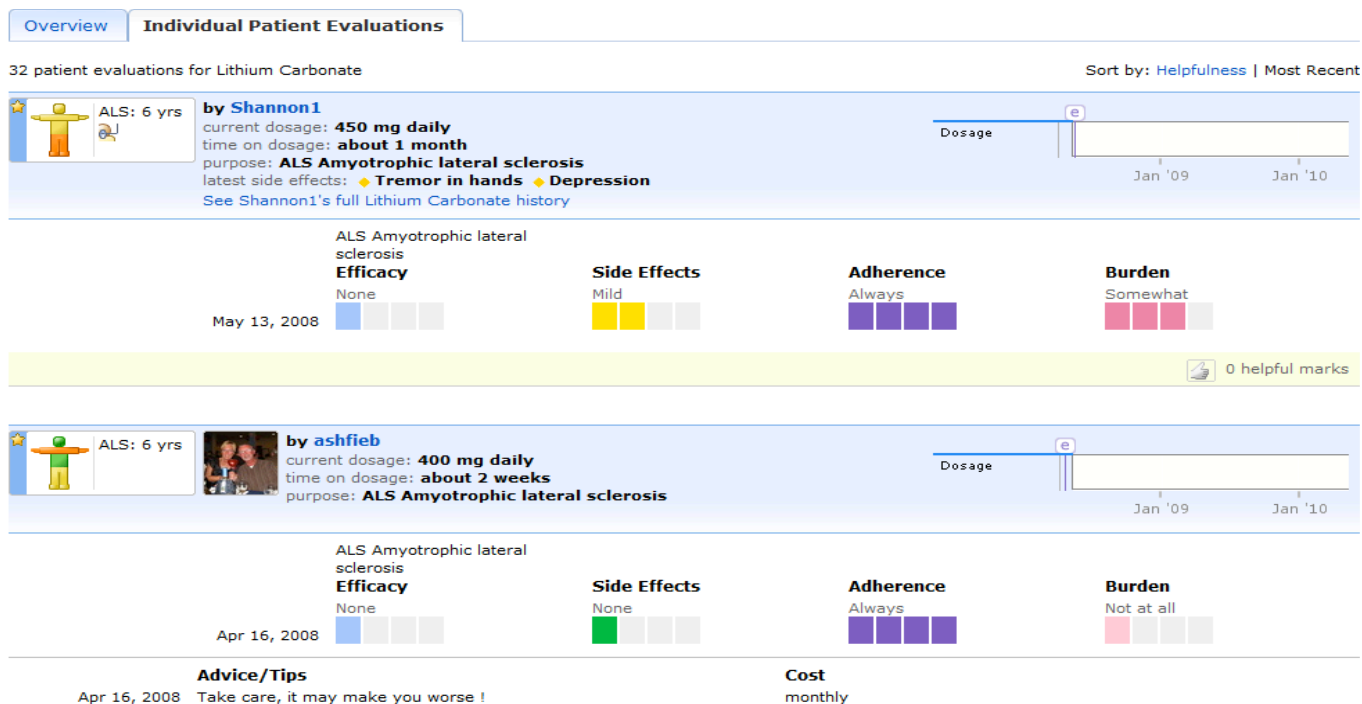 Overview Individual Patient Evaluations
32 patient evaluations for Lithium Carbonate Sort by: Helpfulness | Most Recent
ALS: 6 yrs
by Shannon1
current dosage: 450 mg daily
time on dosage: about 1 month
purpose: ALS Amyotrophic lateral sclerosis
latest side effects: Tremor in hands Depression
See Shannon1's full Lithium Carbonate history
e
Dosage
Jan '09 Jan '10
ALS Amyotrophic lateral
sclerosis
Efficacy Side Effects Adherence Burden
None Mild Always Somewhat
May 13, 2008
0 helpful marks
ALS: 6 yrs
by ashfieb
current dosage: 400 mg daily
time on dosage: about 2 weeks
purpose: ALS Amyotrophic lateral sclerosis
e
Dosage
Jan '09 Jan '10
ALS Amyotrophic lateral
sclerosis
Efficacy Side Effects Adherence Burden
None None Always Not at all
Apr 16, 2008
Advice/Tips Cost
Apr 16, 2008 Take care, it may make you worse ! monthly